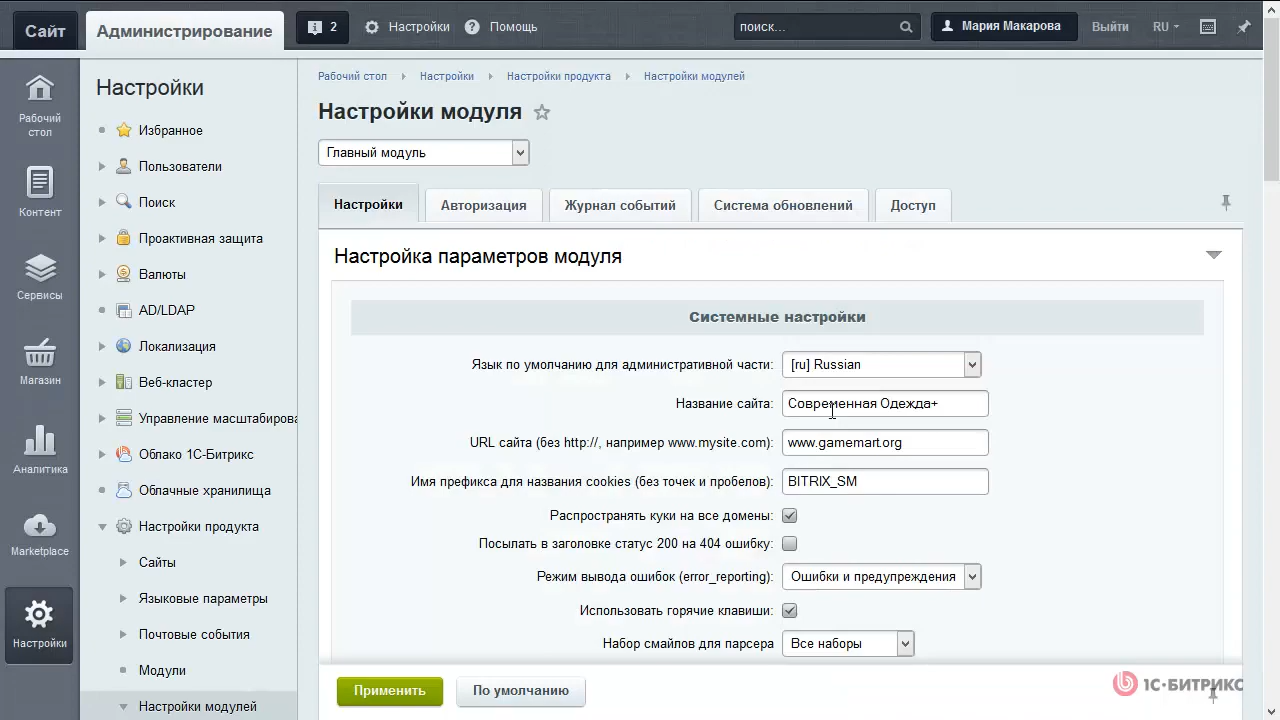 Сайт
Администрирование
2
Настройки
Помощь
поиск...
Мария Макарова
Выйти
RU
Рабочий стол
Контент
Сервисы
Магазин
Аналитика
Marketplace
Настройки
Настройки
Избранное
Пользователи
Поиск
Проактивная защита
Валюты
AD/LDAP
Локализация
Веб-кластер
Управление масштабирова
Облако 1С-Битрикс
Облачные хранилища
Настройки продукта
Сайты
Языковые параметры
Почтовые события
Модули
Настройки модулей
Рабочий стол Настройки Настройки продукта Настройки модулей
Настройки модуля
Главный модуль
Настройки Авторизация Журнал событий Система обновлений Доступ
Настройка параметров модуля
Системные настройки
Язык по умолчанию для административной части: [ru] Russian
Название сайта: Современная Одежда+
URL сайта (без http://, например www.mysite.com): www.gamemart.org
Имя префикса для названия cookies (без точек и пробелов): BITRIX_SM
Распространять куки на все домены:
Посылать в заголовке статус 200 на 404 ошибку:
Режим вывода ошибок (error_reporting): Ошибки и предупреждения
Использовать горячие клавиши:
Набор смайлов для парсера Все наборы
Применить По умолчанию
1С·БИТРИКС